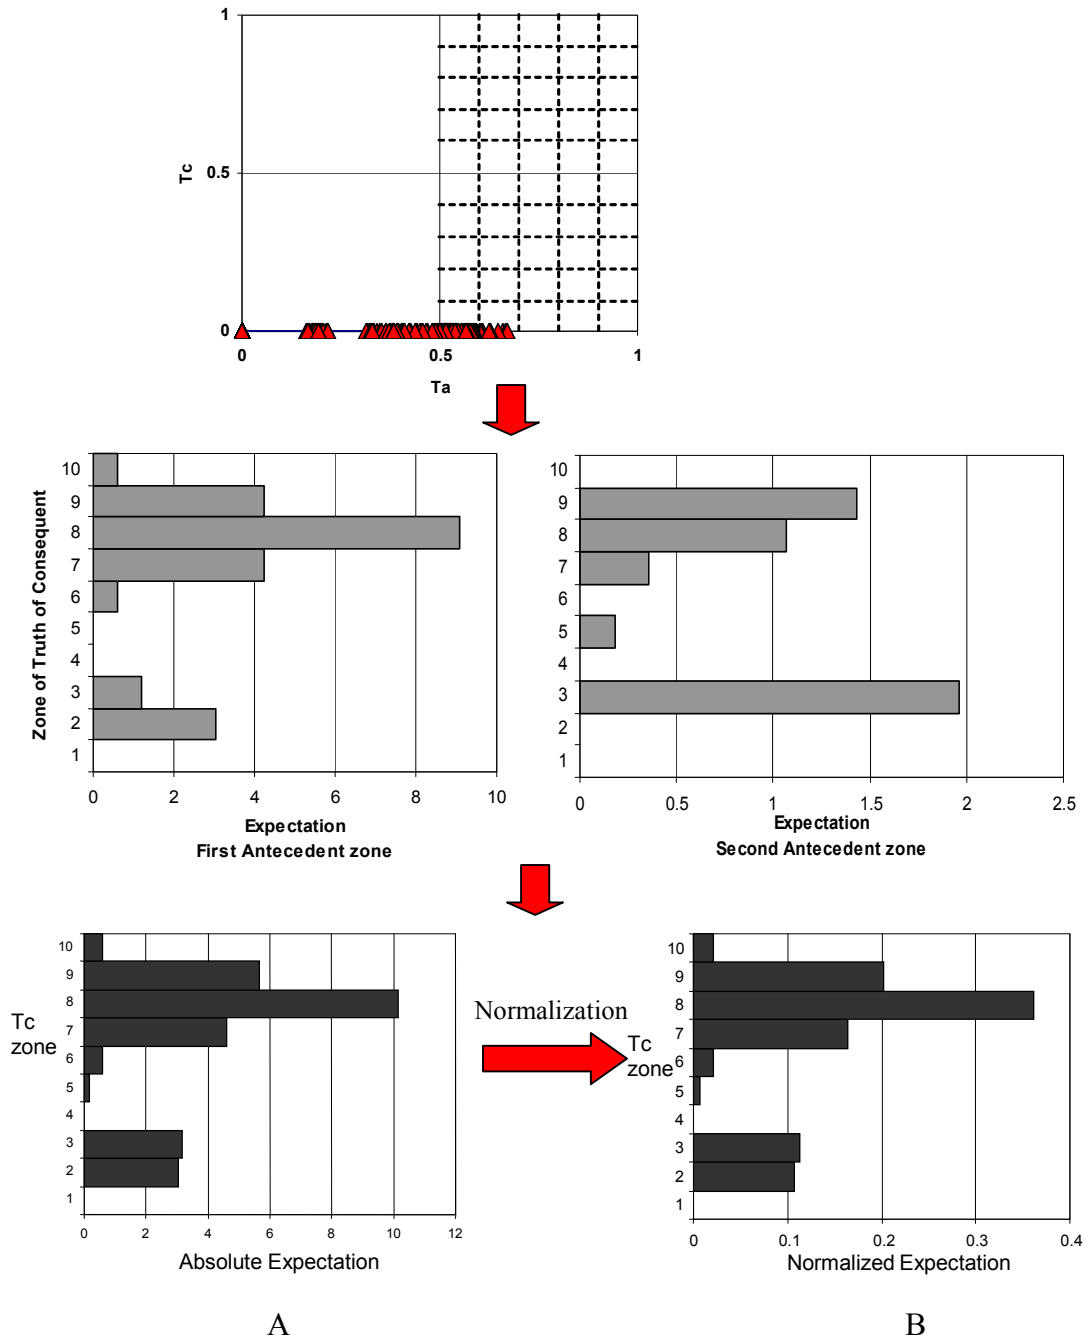 1
Tc
0.5
0
0 0.5 1
Ta
Zone of Truth of Consequent
10
9
8
7
6
5
4
3
2
1
0 2 4 6 8 10
Expectation
First Antecedent zone
10
9
8
7
6
5
4
3
2
1
0 0.5 1 1.5 2 2.5
Expectation
Second Antecedent zone
Tc
zone
10
9
8
7
6
5
4
3
2
1
0 2 4 6 8 10 12
Absolute Expectation
Normalization
Tc
zone
10
9
8
7
6
5
4
3
2
1
0 0.1 0.2 0.3 0.4
Normalized Expectation
A B